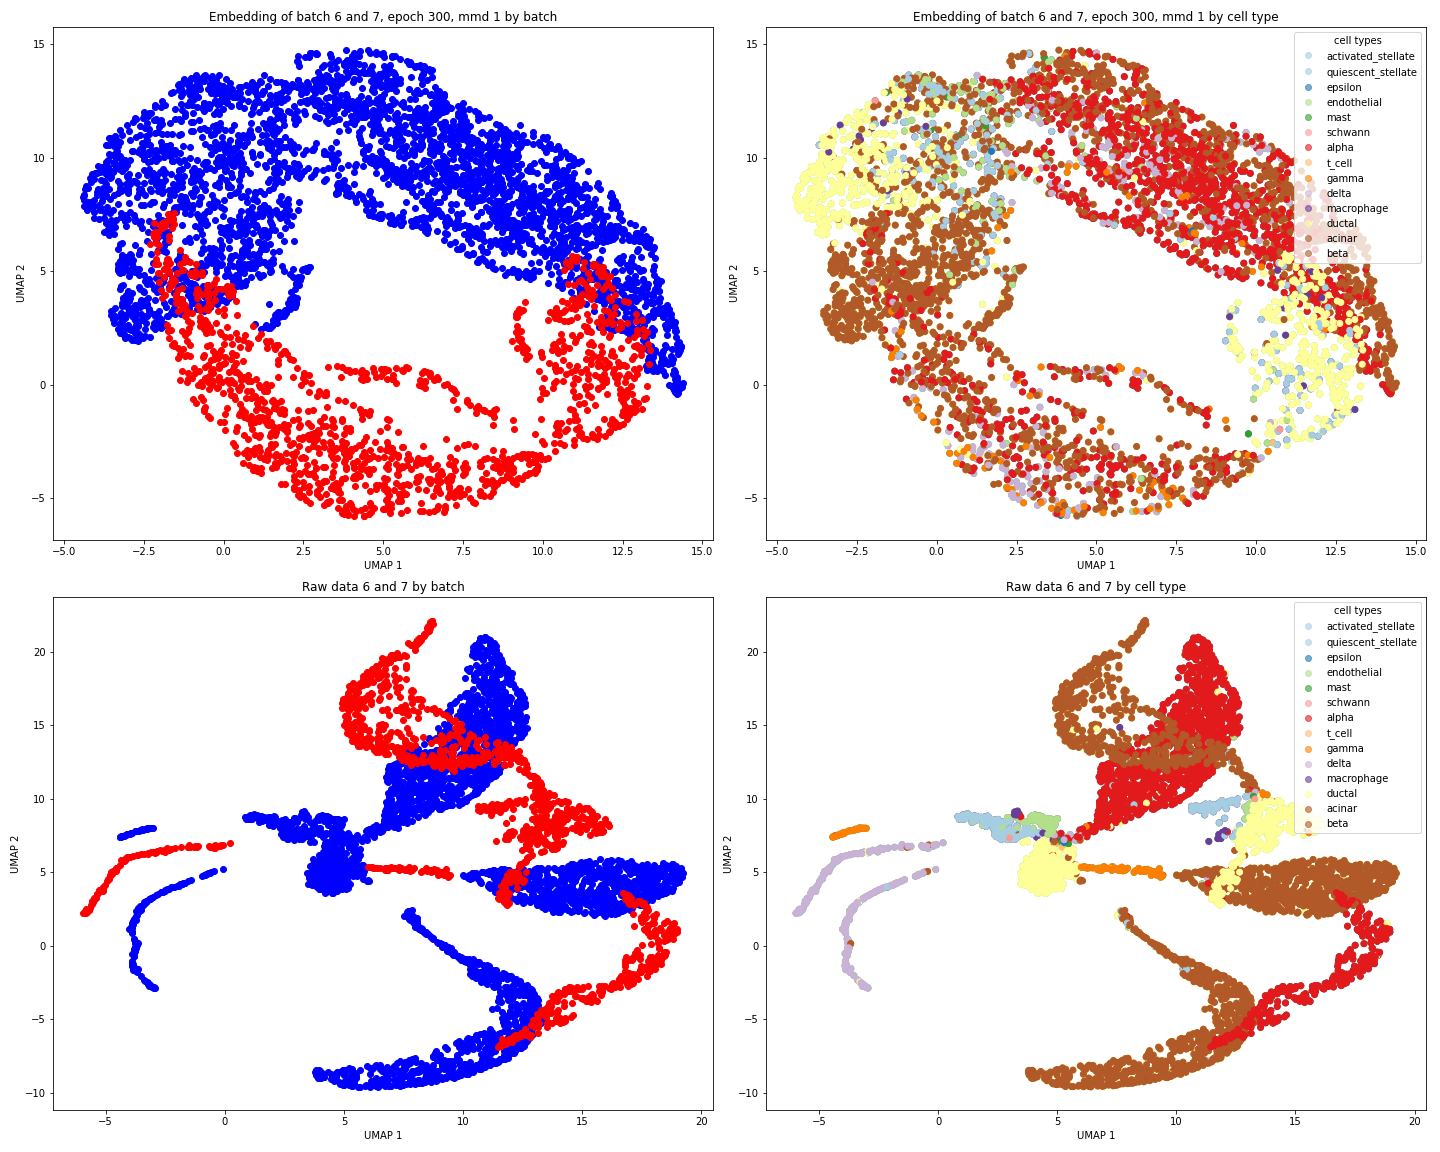 Embedding of batch 6 and 7, epoch 300, mmd 1 by batch
15
10
5
0
−5
UMAP 2
−5.0 −2.5 0.0 2.5 5.0 7.5 10.0 12.5 15.0
UMAP 1
Embedding of batch 6 and 7, epoch 300, mmd 1 by cell type
cell types
activated_stellate
quiescent_stellate
epsilon
endothelial
mast
schwann
alpha
t_cell
gamma
delta
macrophage
ductal
acinar
beta
15
10
5
0
−5
UMAP 2
−5.0 −2.5 0.0 2.5 5.0 7.5 10.0 12.5 15.0
UMAP 1
Raw data 6 and 7 by batch
20
15
10
5
0
−5
−10
UMAP 2
−5 0 5 10 15 20
UMAP 1
Raw data 6 and 7 by cell type
cell types
activated_stellate
quiescent_stellate
epsilon
endothelial
mast
schwann
alpha
t_cell
gamma
delta
macrophage
ductal
acinar
beta
20
15
10
5
0
−5
−10
UMAP 2
−5 0 5 10 15 20
UMAP 1